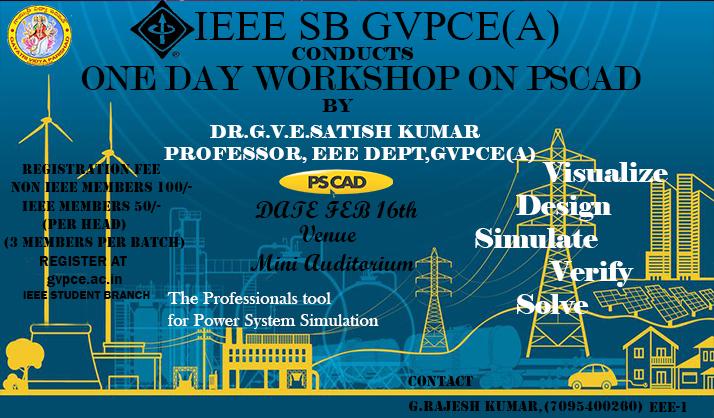 IEEE SB GVPCE(A)
CONDUCTS
ONE DAY WORKSHOP ON PSCAD
BY
DR.G.V.E.SATISH KUMAR
PROFESSOR, EEE DEPT,GVPCE(A)
PSCAD
DATE FEB 16th
Venue
Mini Auditorium
REGISTRATION FEE
NON IEEE MEMBERS 100/-
IEEE MEMBERS 50/-
(PER HEAD)
(3 MEMBERS PER BATCH)
REGISTER AT
gvpce.ac.in
IEEE STUDENT BRANCH
Visualize
Design
Simulate
Verify
Solve
The Professionals tool
for Power System Simulation
CONTACT
G.RAJESH KUMAR,(7095400260) EEE-1